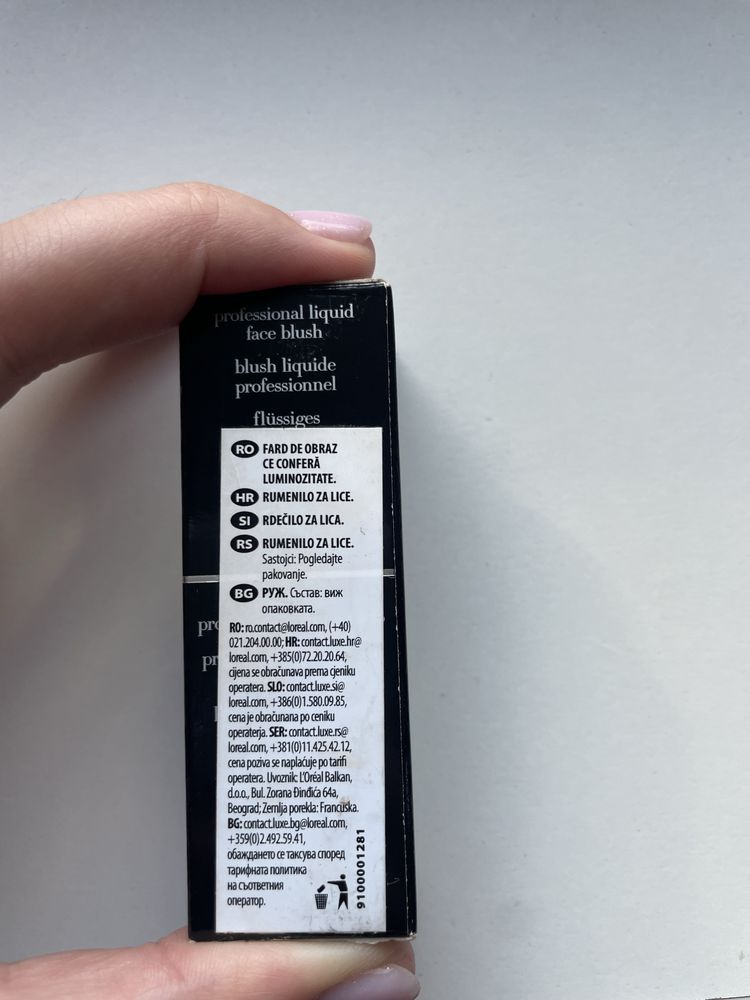 professional liquid
face blush
blush liquide
professionnel
flüssiges
RO FARD DE OBRAZ
CE CONFERĂ
LUMINOZITATE.
HR RUMENILO ZA LICE.
SI RDEČILO ZA LICA.
RS RUMENILO ZA LICE.
Sastojci: Pogledajte
pakovanje.
BG РУЖ. Състав: виж
опаковката.
RO: ro.contact@loreal.com, (+40)
021.204.00.00; HR: contact.luxe.hr@
loreal.com, +385(0)72.20.20.64,
cijena se obračunava prema cjeniku
operatera. SLO: contact.luxe.si@
loreal.com, +386(0)1.580.09.85,
cena je obračunana po ceniku
operaterja. SER: contact.luxe.rs@
loreal.com, +381(0)11.425.42.12,
cena poziva se naplaćuje po tarifi
operatera. Uvoznik: L'Oréal Balkan,
d.o.o., Bul. Zorana Đinđića 64a,
Beograd; Zemlja porekla: Francuska.
BG: contact.luxe.bg@loreal.com,
+359(0)2.492.59.41,
обаждането се таксува според
тарифната политика
на съответния
оператор.
9100001281